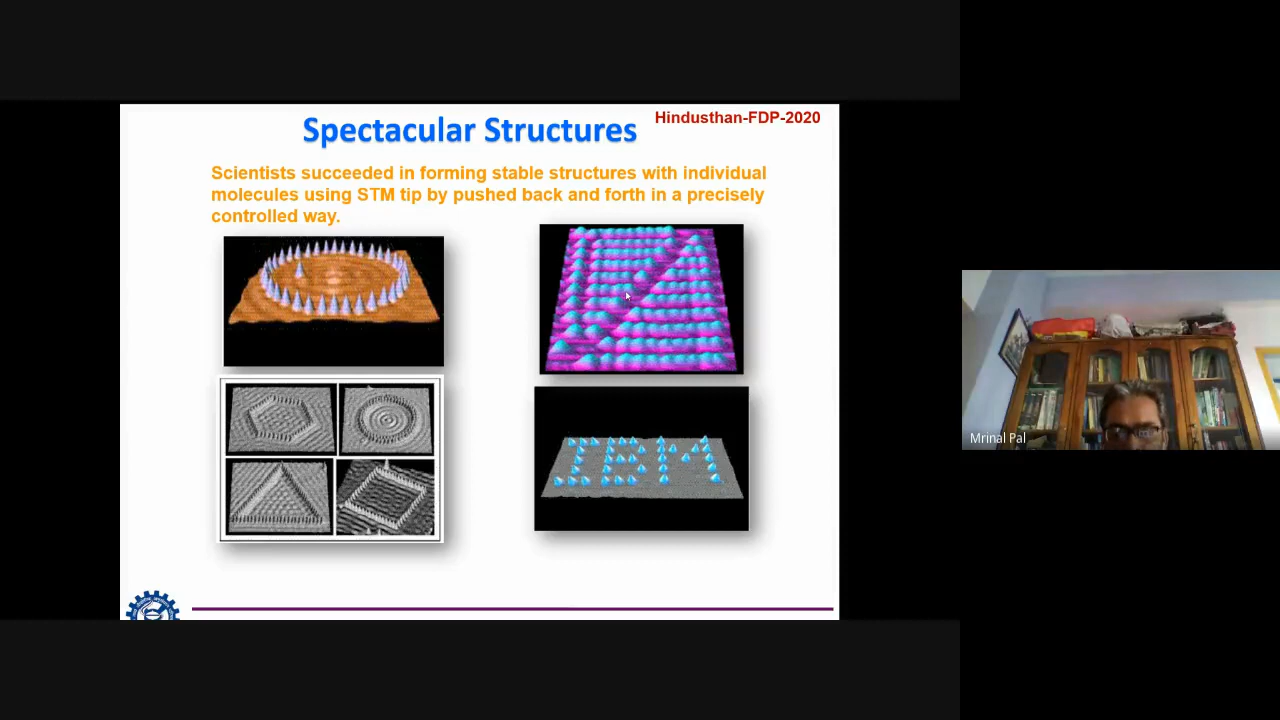 Spectacular Structures
Hindusthan-FDP-2020
Scientists succeeded in forming stable structures with individual
molecules using STM tip by pushed back and forth in a precisely
controlled way.
IBM
Mrinal Pal